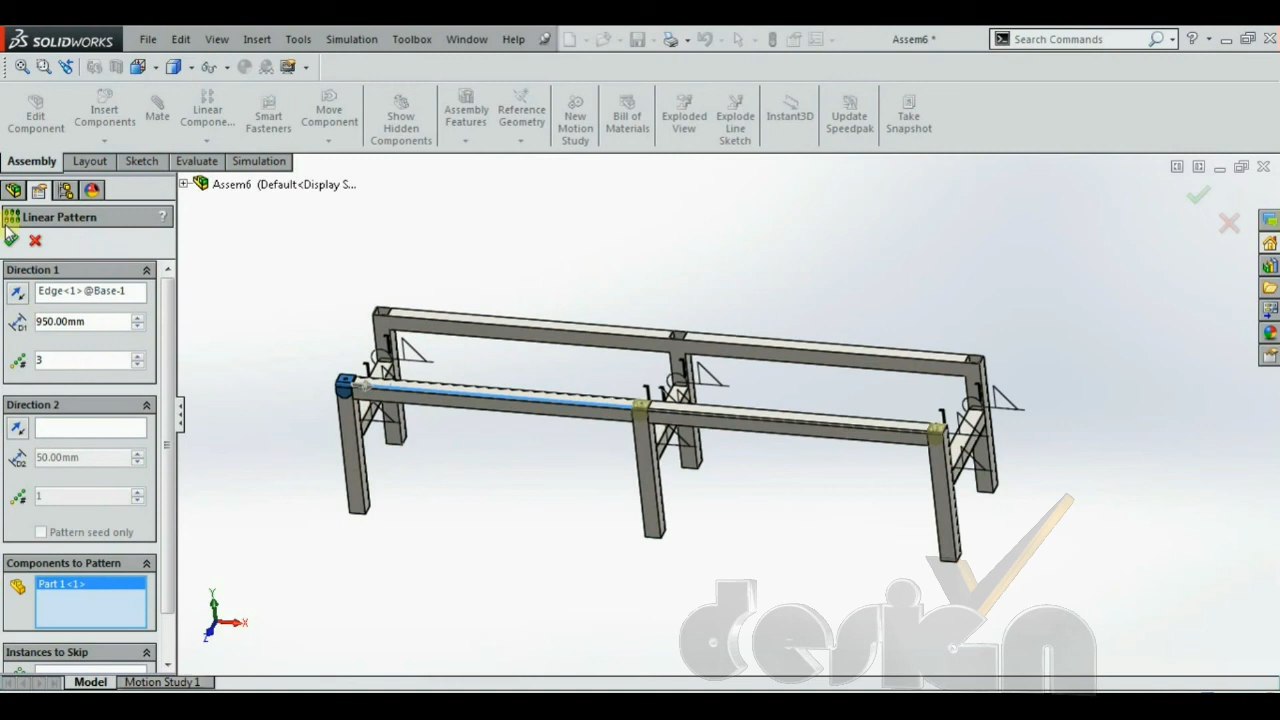 SOLIDWORKS File Edit View Insert Tools Simulation Toolbox Window Help Assem6 * Search Commands ?
Edit Component
Insert Components
Mate
Linear Compone...
Smart Fasteners
Move Component
Show Hidden Components
Assembly Features
Reference Geometry
New Motion Study
Bill of Materials
Exploded View
Explode Line Sketch
Instant3D
Update Speedpak
Take Snapshot
Assembly Layout Sketch Evaluate Simulation
Assem6 (Default<Display S...
Linear Pattern ?
Direction 1
Edge<1>@Base-1
D1 950.00mm
3
Direction 2
D2 50.00mm
1
Pattern seed only
Components to Pattern
Part 1<1>
Instances to Skip
Y
X
Z
design
Model Motion Study 1